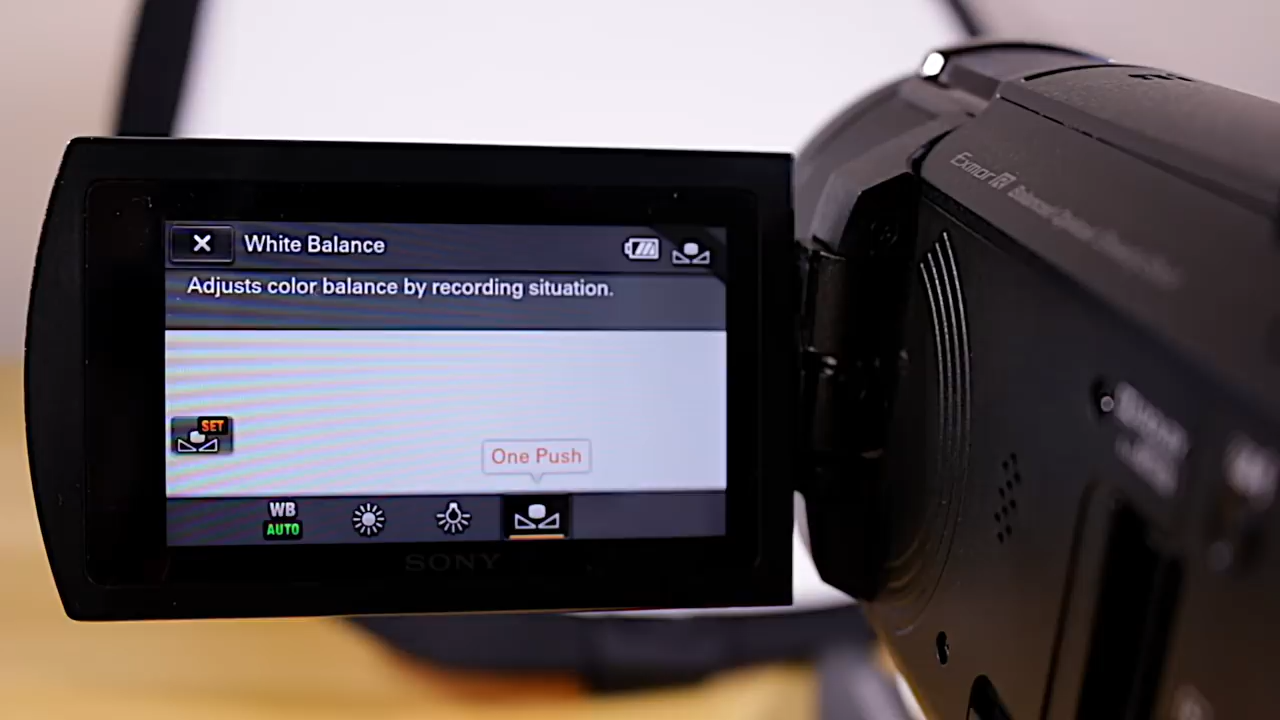 White Balance
Adjusts color balance by recording situation.
SET
One Push
WB
AUTO
SONY
Exmor R